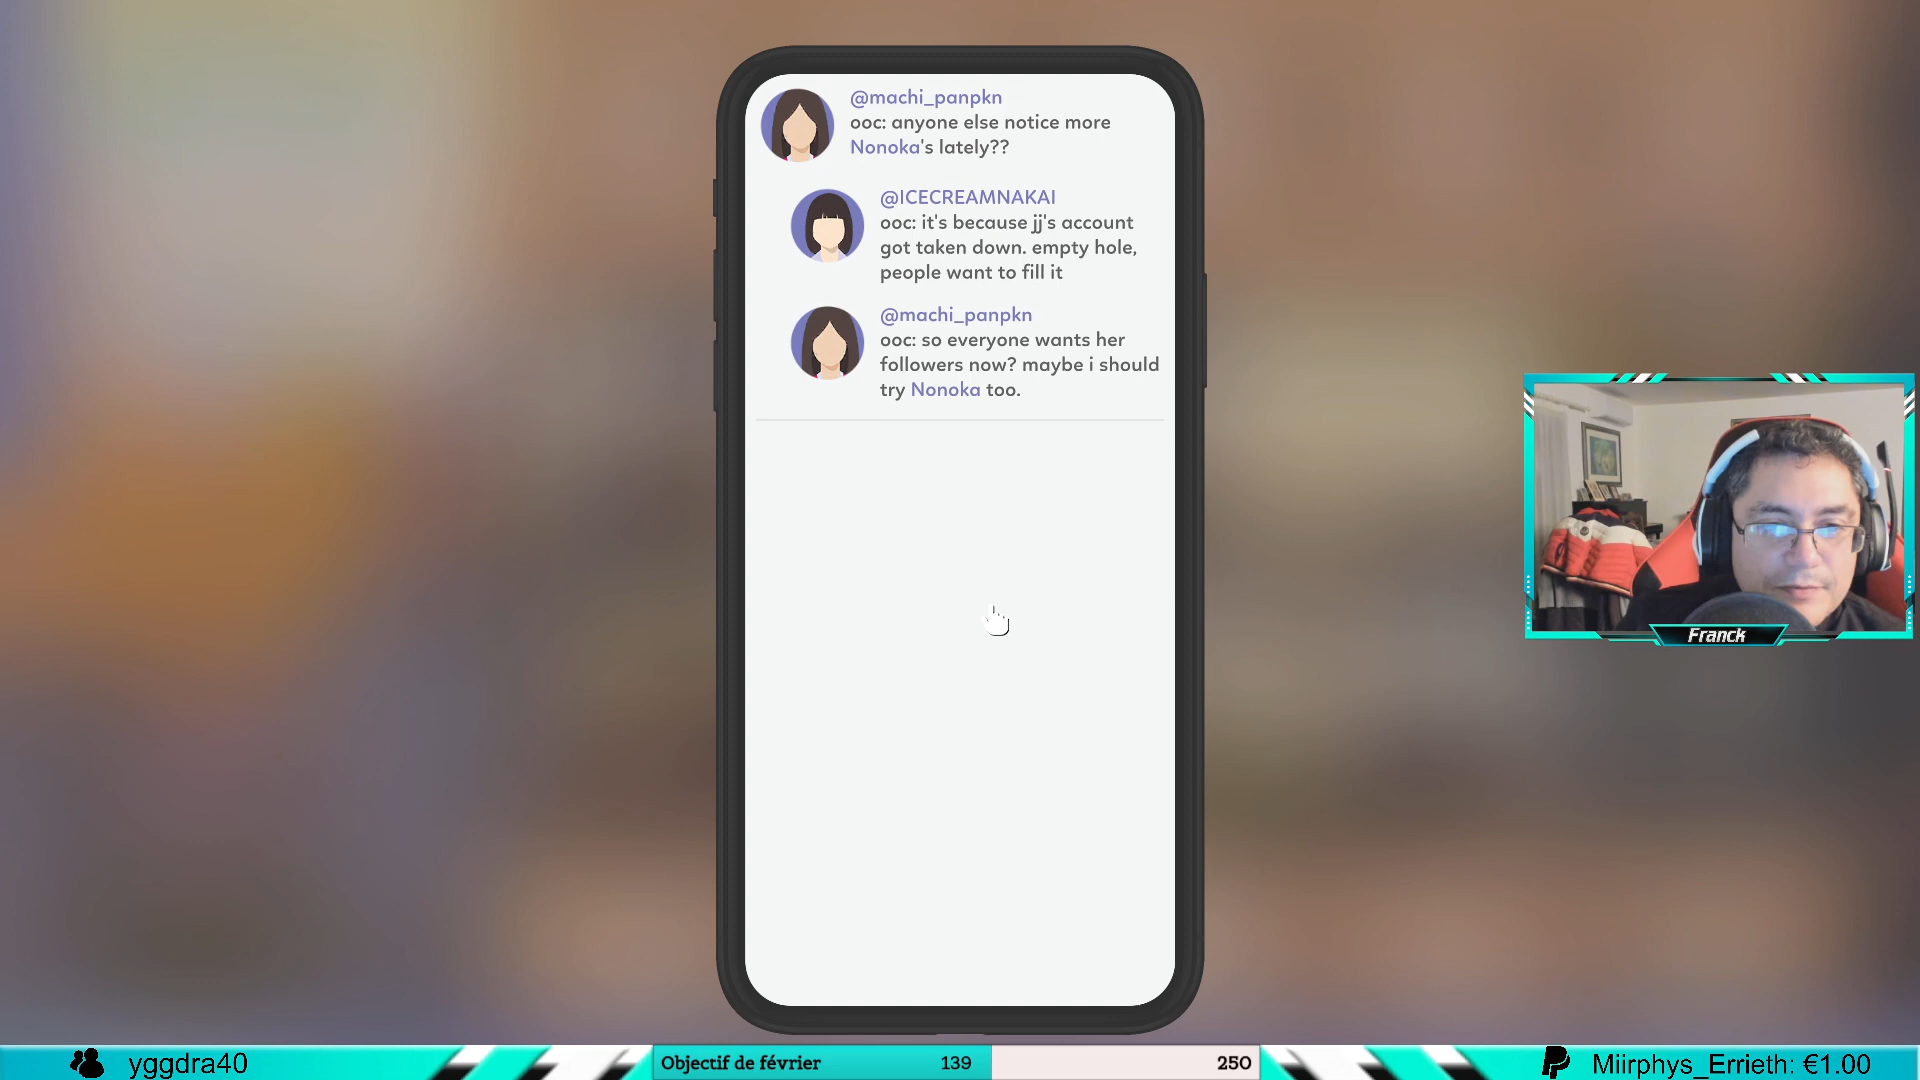 @machi_panpkn
ooc: anyone else notice more
Nonoka's lately??
@ICECREAMNAKAI
ooc: it's because jj's account
got taken down. empty hole,
people want to fill it
@machi_panpkn
ooc: so everyone wants her
followers now? maybe i should
try Nonoka too.
Franck
yggdra40
Objectif de février 139 250
Miirphys_Errieth: €1.00